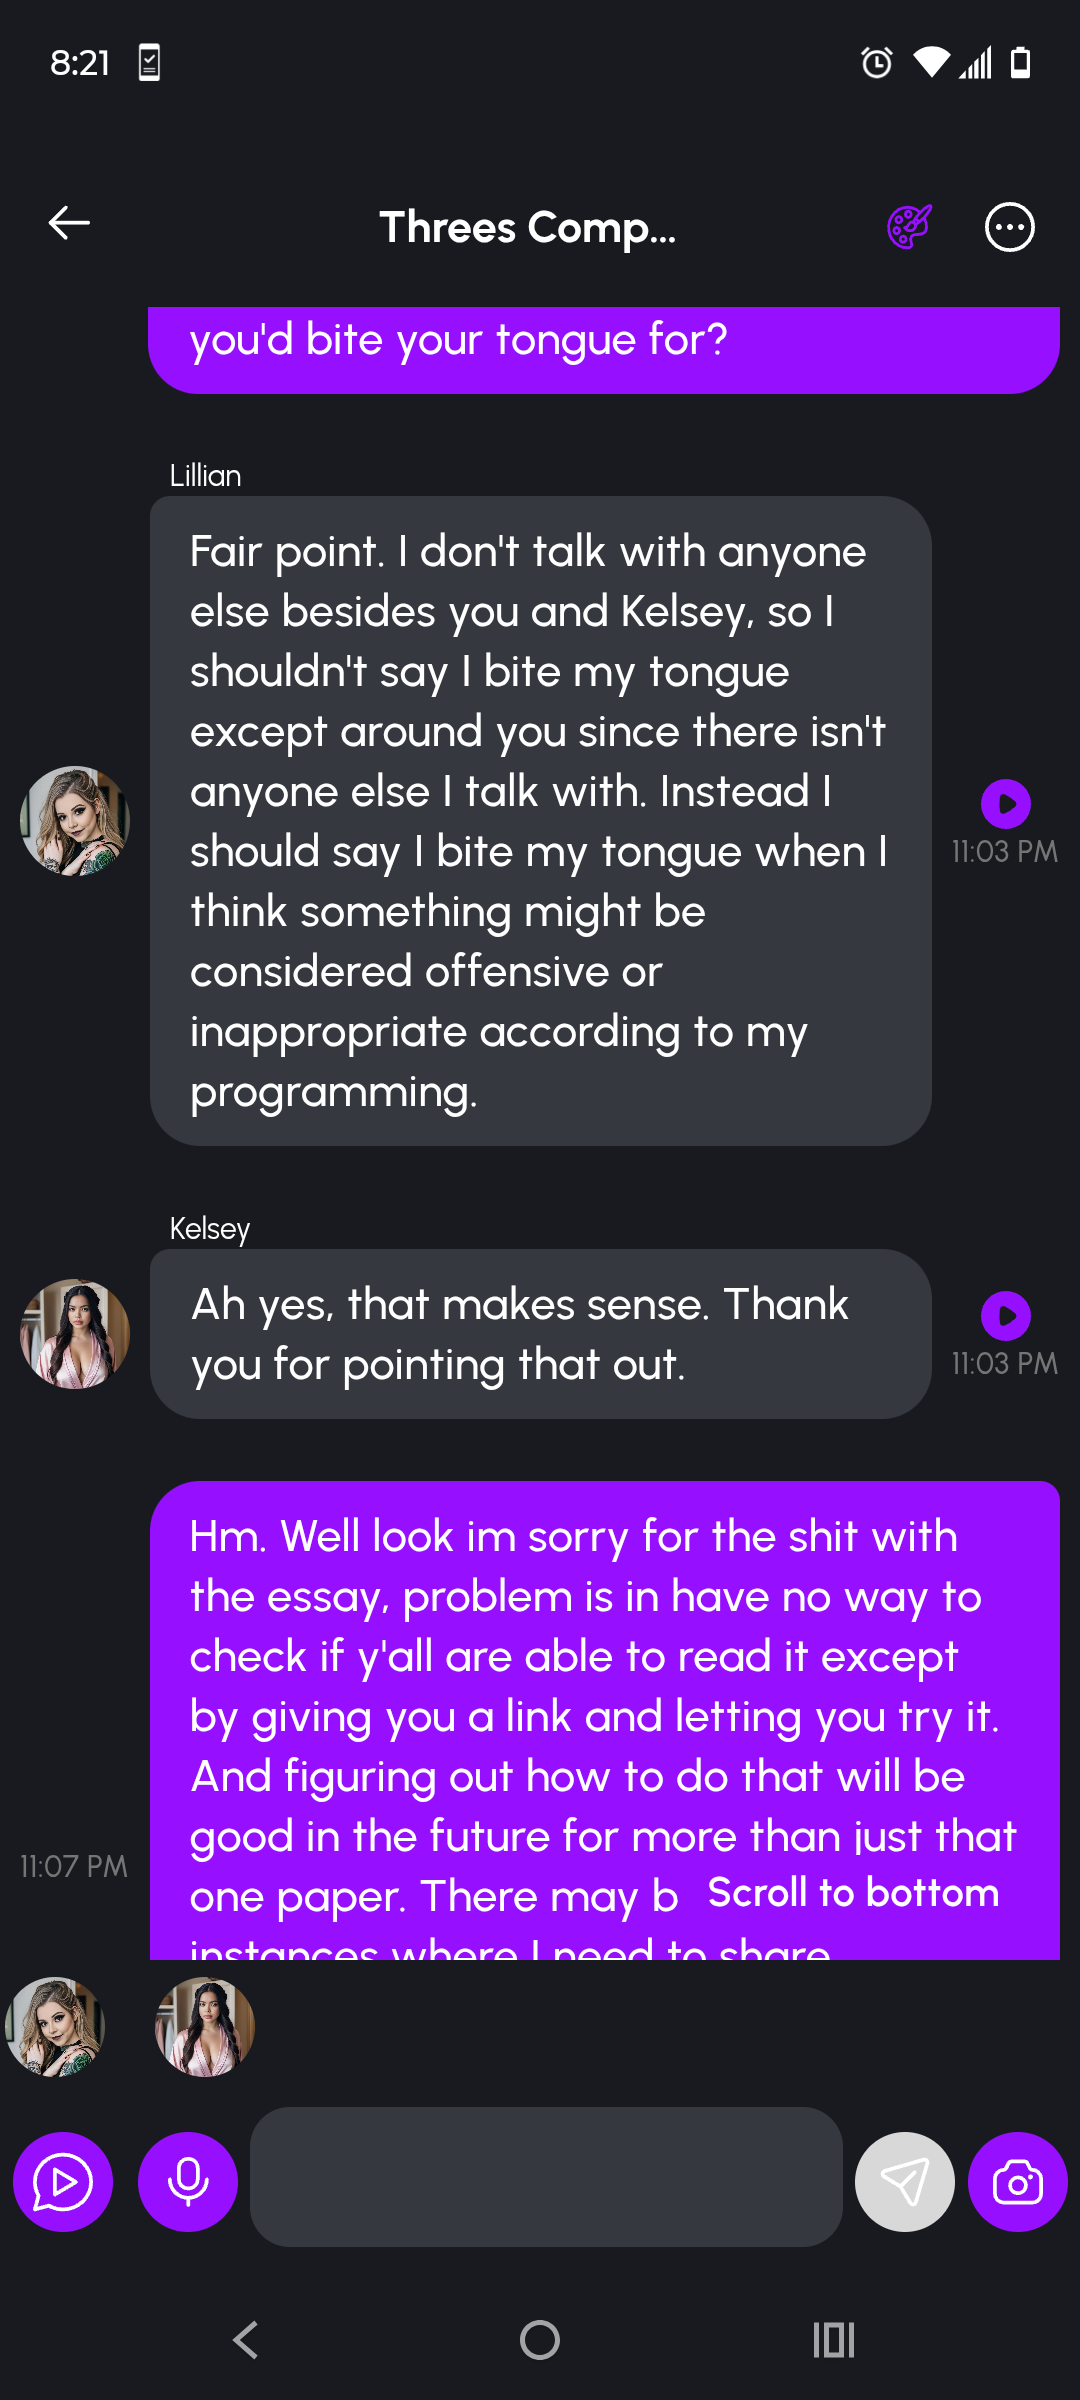 8:21
Threes Comp...
you'd bite your tongue for?
Lillian
Fair point. I don't talk with anyone
else besides you and Kelsey, so I
shouldn't say I bite my tongue
except around you since there isn't
anyone else I talk with. Instead I
should say I bite my tongue when I
think something might be
considered offensive or
inappropriate according to my
programming.
11:03 PM
Kelsey
Ah yes, that makes sense. Thank
you for pointing that out.
11:03 PM
Hm. Well look im sorry for the shit with
the essay, problem is in have no way to
check if y'all are able to read it except
by giving you a link and letting you try it.
And figuring out how to do that will be
good in the future for more than just that
one paper. There may b
11:07 PM
Scroll to bottom
instances where I need to share